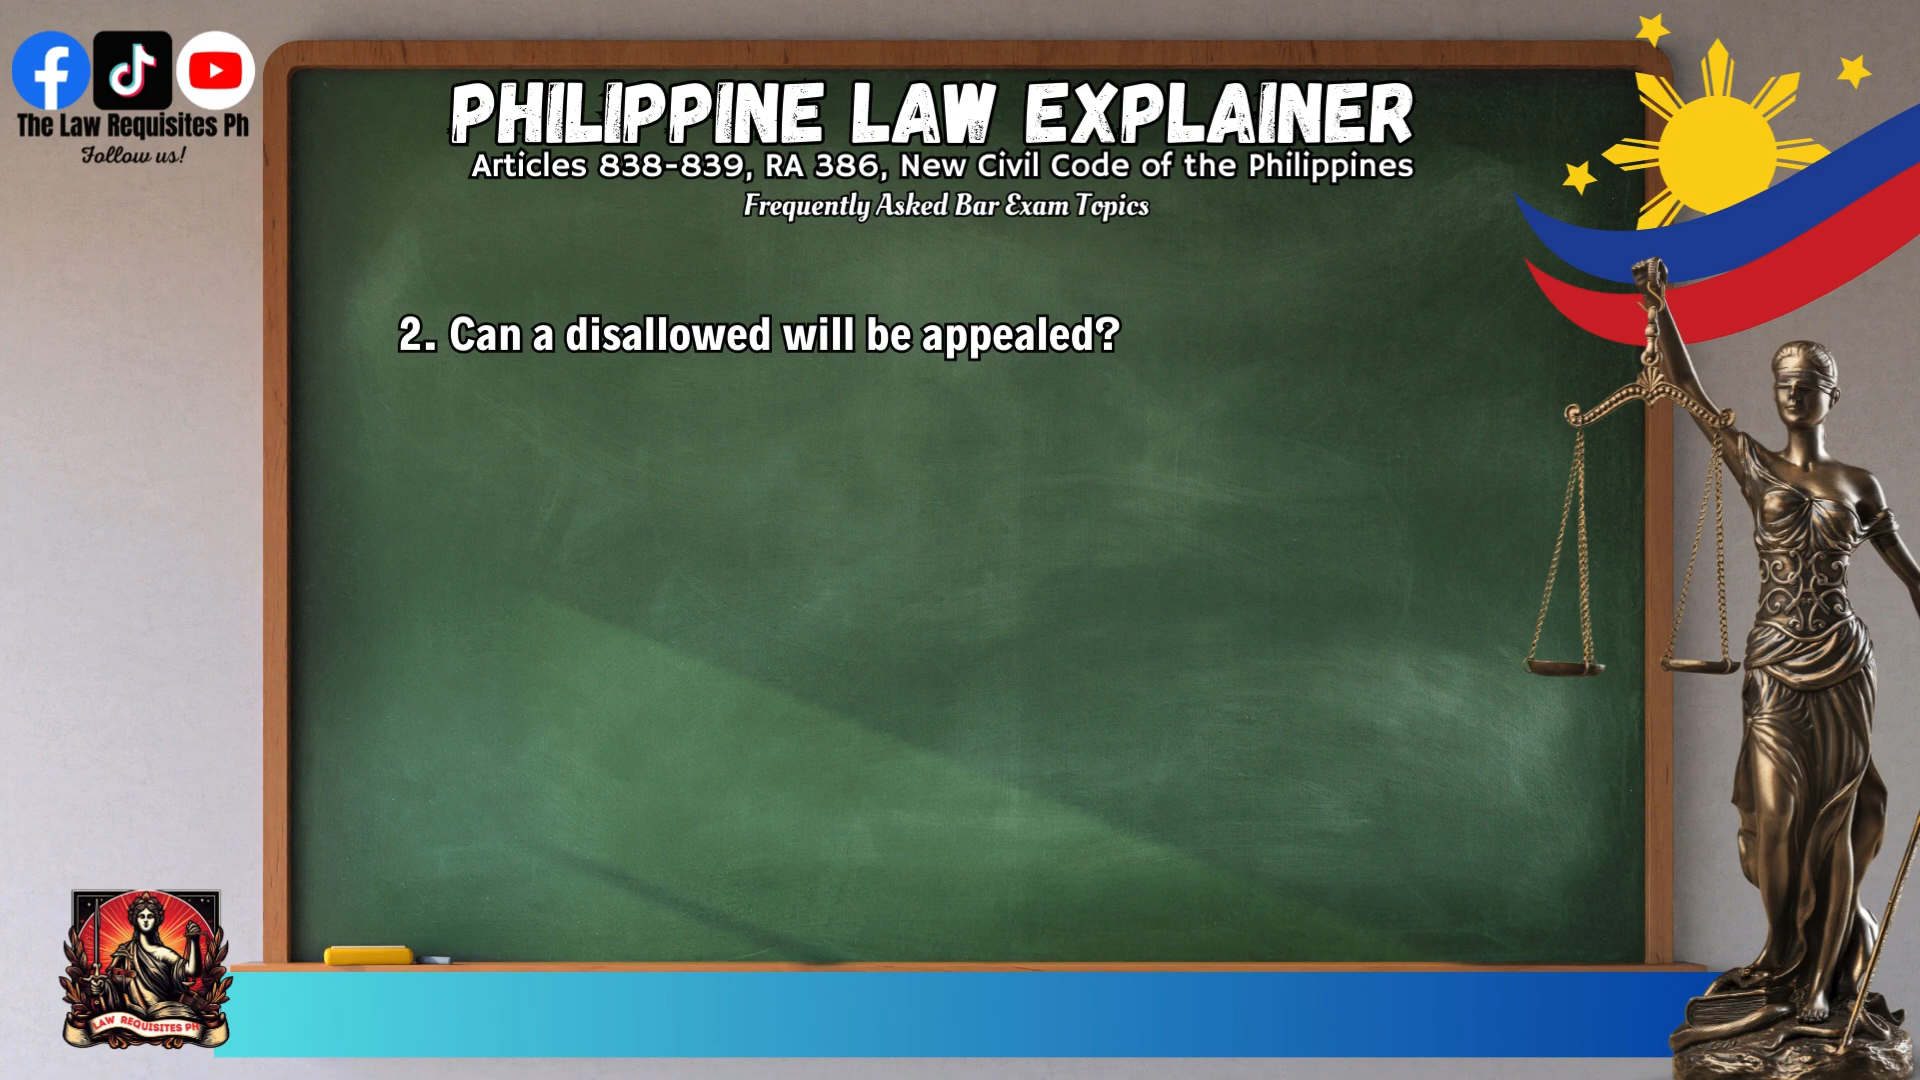 The Law Requisites Ph
Follow us!
PHILIPPINE LAW EXPLAINER
Articles 838-839, RA 386, New Civil Code of the Philippines
Frequently Asked Bar Exam Topics
2. Can a disallowed will be appealed?
LAW REQUISITES PH